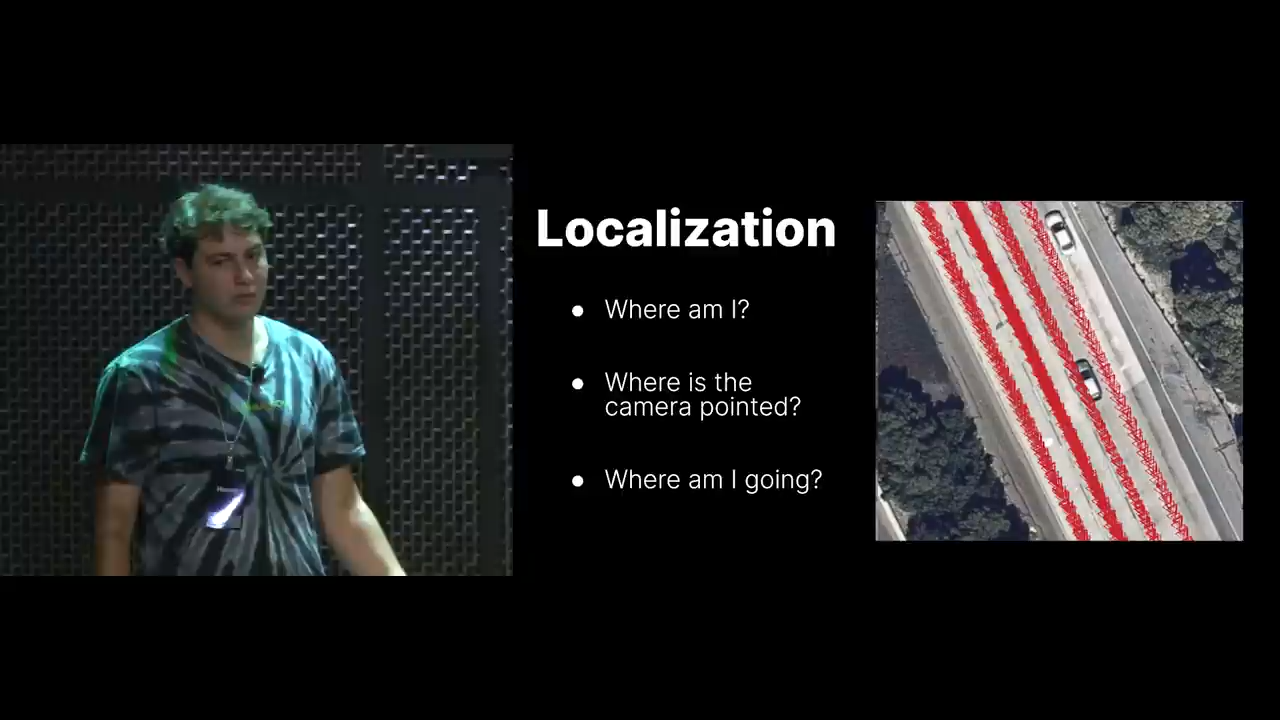 Localization
Where am I?
Where is the
camera pointed?
Where am I going?